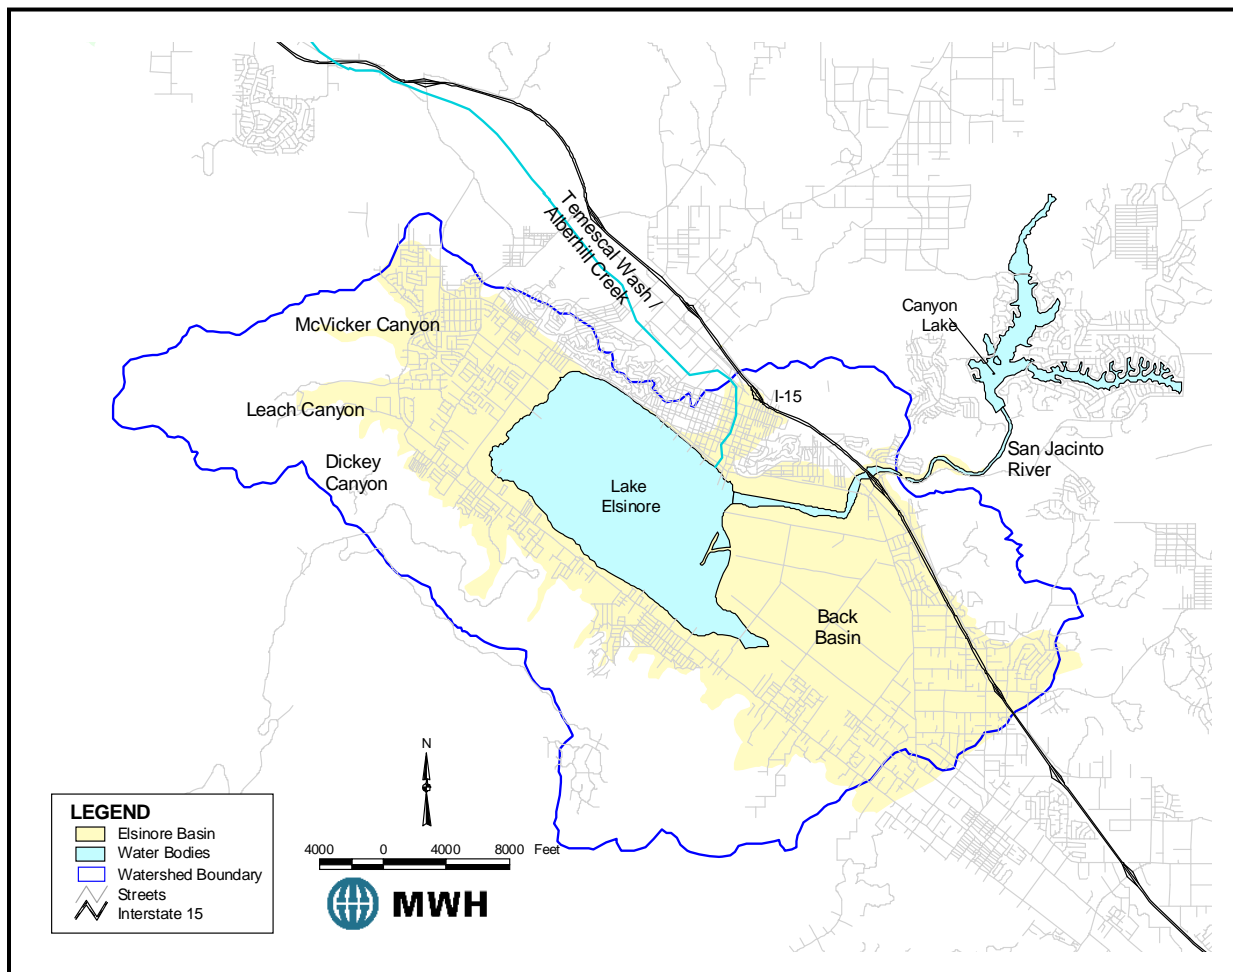 Temescal Wash /
Alberhill Creek
McVicker Canyon
Canyon
Lake
Leach Canyon
I-15
Dickey
Canyon
San Jacinto
River
Lake
Elsinore
Back
Basin
N
4000 0 4000 8000 Feet
MWH
LEGEND
Elsinore Basin
Water Bodies
Watershed Boundary
Streets
Interstate 15